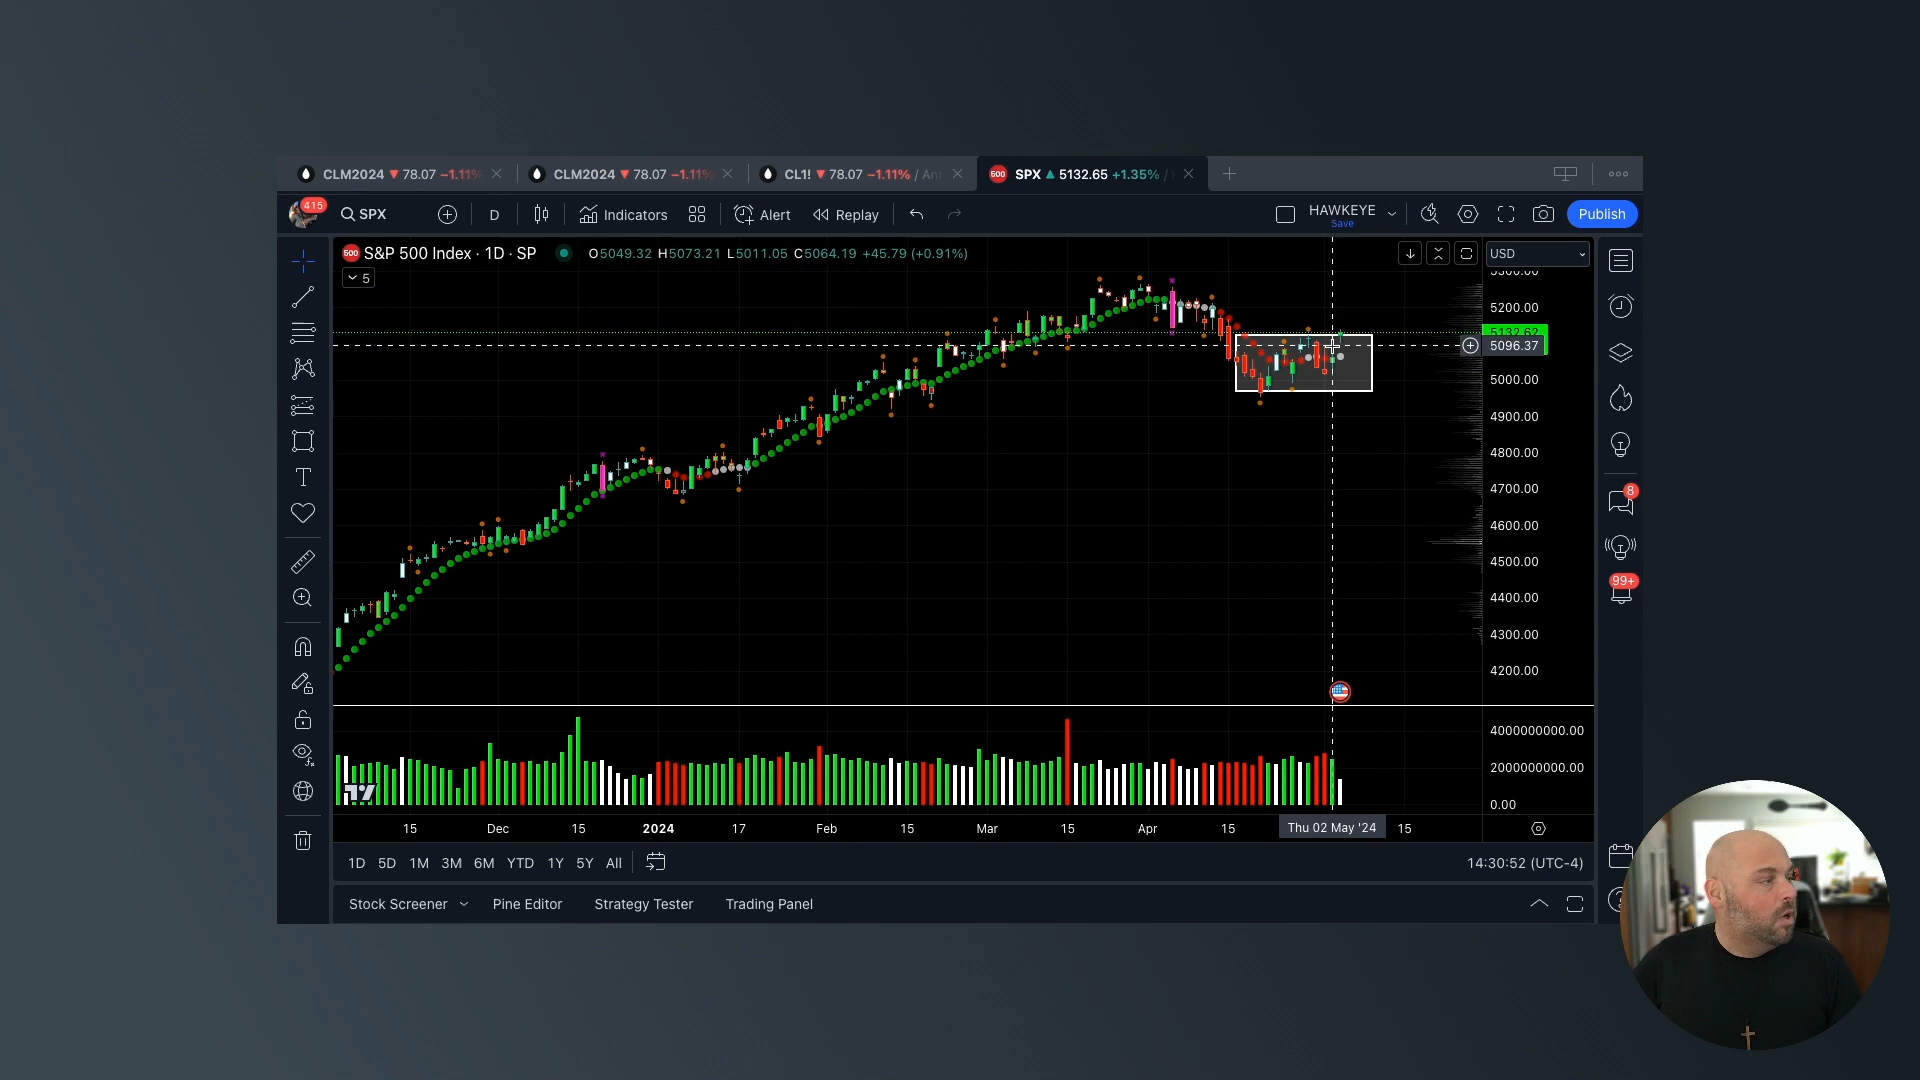 CLM2024 ▼ 78.07 −1.11%
CLM2024 ▼ 78.07 −1.11%
CL1! ▼ 78.07 −1.11% /
500 SPX ▲ 5132.65 +1.35% /
415
SPX
D
Indicators
Alert
Replay
HAWKEYE
Save
Publish
500 S&P 500 Index · 1D · SP O5049.32 H5073.21 L5011.05 C5064.19 +45.79 (+0.91%)
USD
5
5300.00
5200.00
5132.62
5096.37
5000.00
4900.00
4800.00
4700.00
4600.00
4500.00
4400.00
4300.00
4200.00
8
99+
4000000000.00
2000000000.00
0.00
15 Dec 15 2024 17 Feb 15 Mar 15 Apr 15 Thu 02 May '24 15
1D 5D 1M 3M 6M YTD 1Y 5Y All
14:30:52 (UTC-4)
Stock Screener Pine Editor Strategy Tester Trading Panel